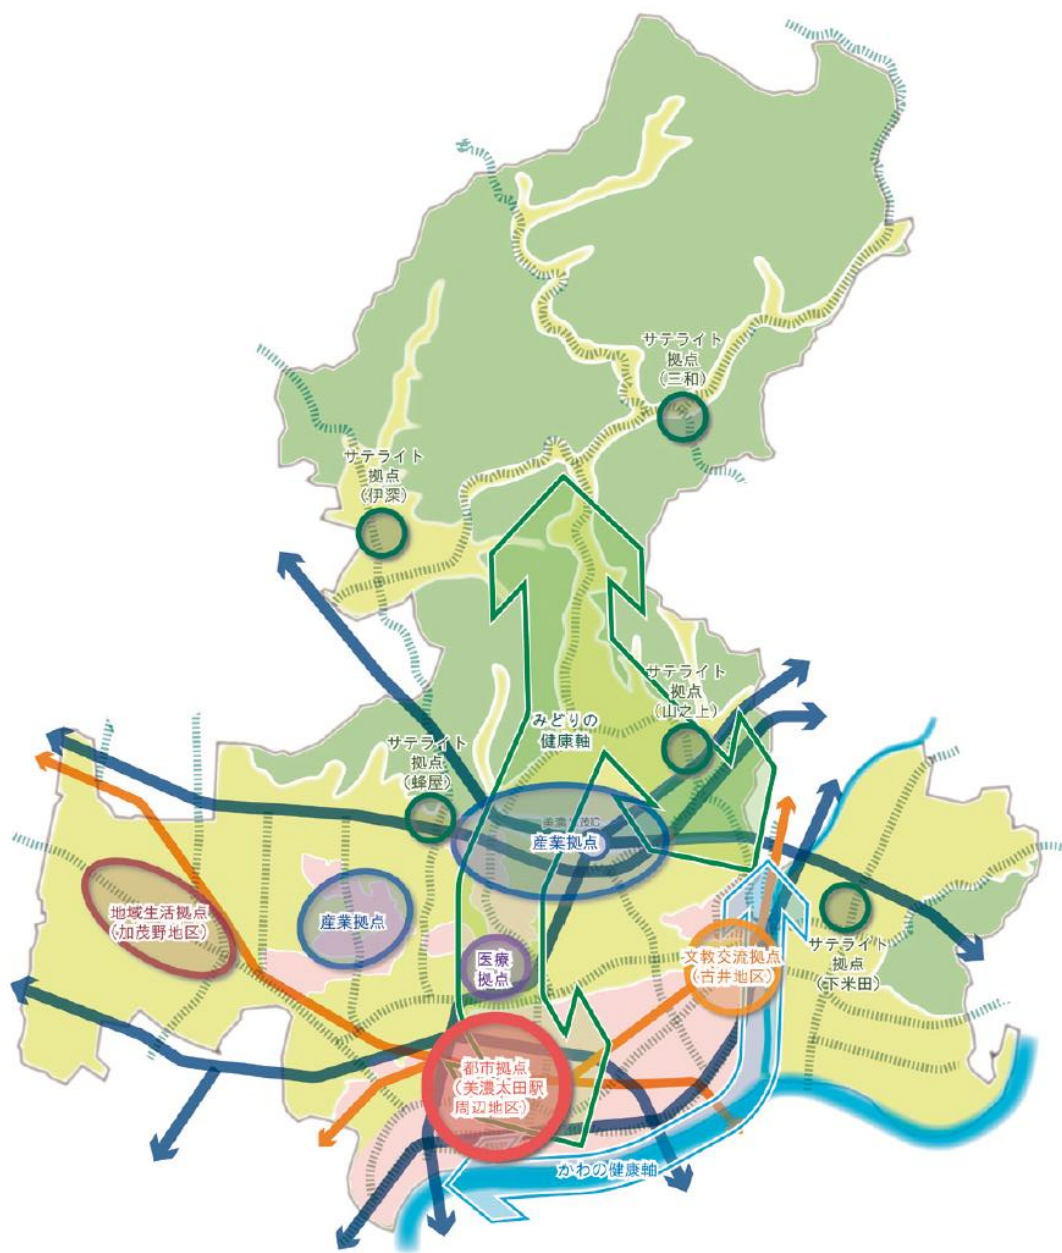 サテライト
拠点
(三和)
サテライト
拠点
(伊深)
サテライト
拠点
(山之上)
みどりの
健康軸
サテライト
拠点
(蜂屋)
産業拠点
地域生活拠点
(加茂野地区)
産業拠点
医療
拠点
文教交流拠点
(古井地区)
サテライト
拠点
(下米田)
都市拠点
(美濃太田駅
周辺地区)
かわの健康軸